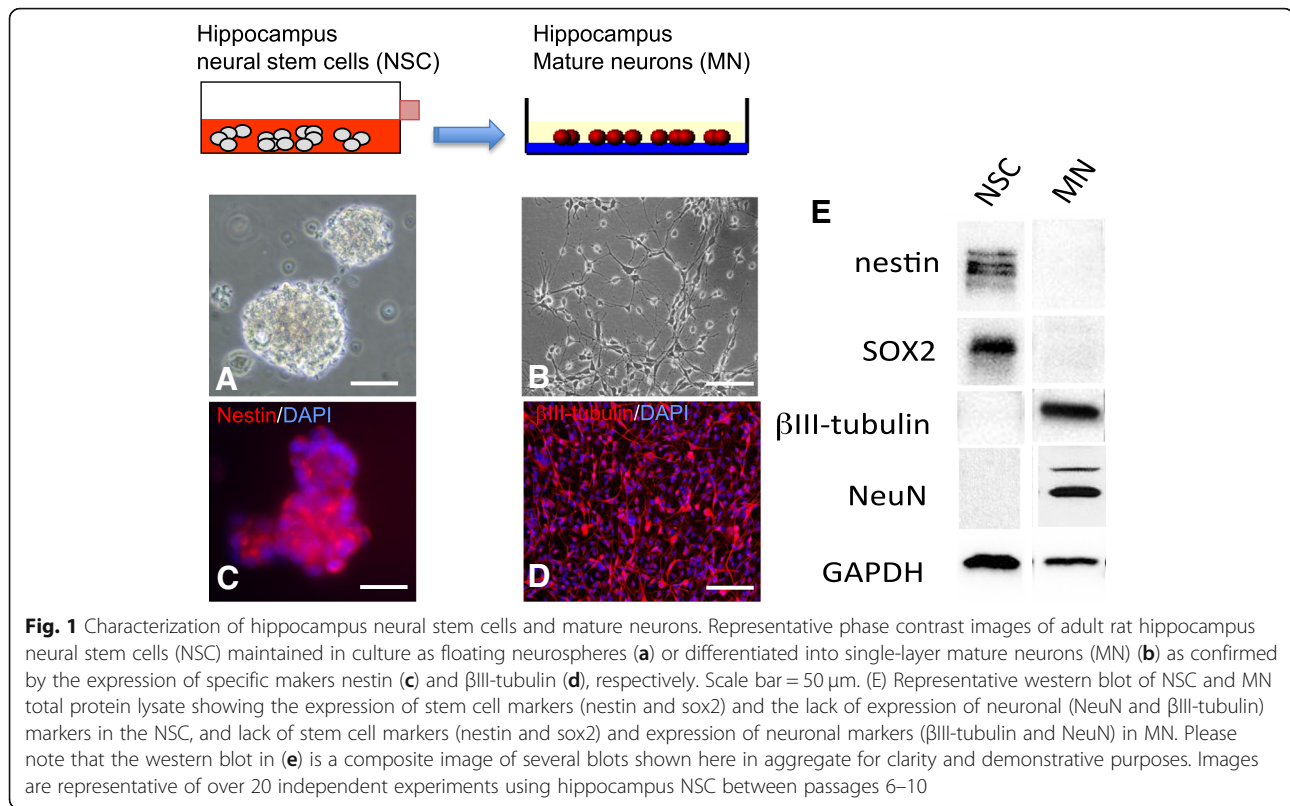 Hippocampus
neural stem cells (NSC)
Hippocampus
Mature neurons (MN)
A
B
Nestin/DAPI
C
βIII-tubulin/DAPI
D
E
NSC
MN
nestin
SOX2
βIII-tubulin
NeuN
GAPDH
Fig. 1 Characterization of hippocampus neural stem cells and mature neurons. Representative phase contrast images of adult rat hippocampus
neural stem cells (NSC) maintained in culture as floating neurospheres (a) or differentiated into single-layer mature neurons (MN) (b) as confirmed
by the expression of specific makers nestin (c) and βIII-tubulin (d), respectively. Scale bar = 50 μm. (E) Representative western blot of NSC and MN
total protein lysate showing the expression of stem cell markers (nestin and sox2) and the lack of expression of neuronal (NeuN and βIII-tubulin)
markers in the NSC, and lack of stem cell markers (nestin and sox2) and expression of neuronal markers (βIII-tubulin and NeuN) in MN. Please
note that the western blot in (e) is a composite image of several blots shown here in aggregate for clarity and demonstrative purposes. Images
are representative of over 20 independent experiments using hippocampus NSC between passages 6–10